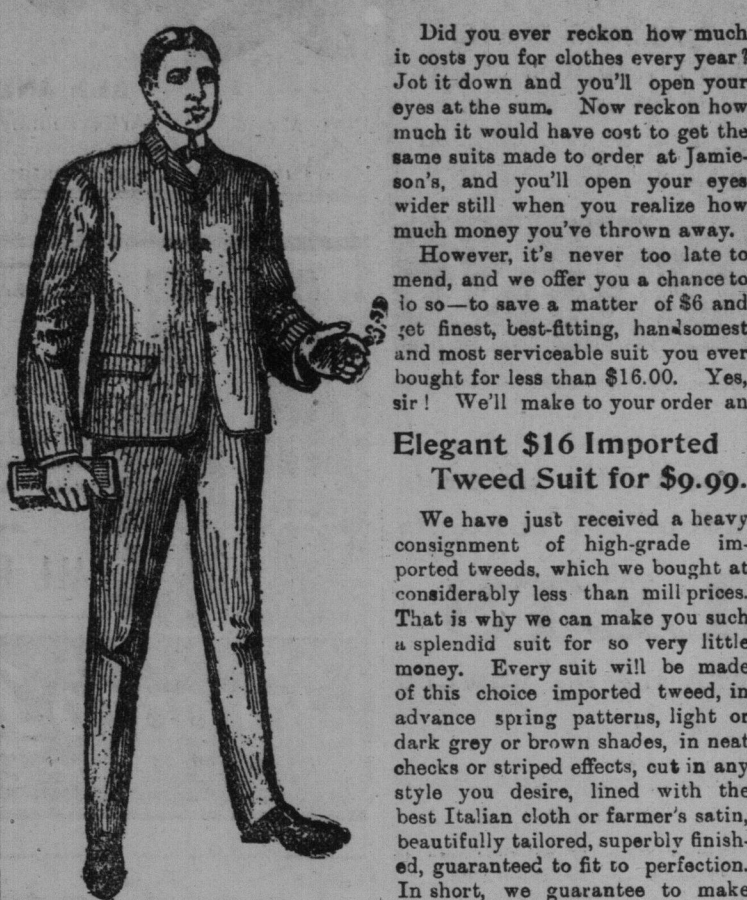 Did you ever reckon how much
it costs you for clothes every year?
Jot it down and you'll open your
eyes at the sum. Now reckon how
much it would have cost to get the
same suits made to order at Jamie-
son's, and you'll open your eyes
wider still when you realize how
much money you've thrown away.
However, it's never too late to
mend, and we offer you a chance to
do so—to save a matter of $6 and
get finest, best-fitting, handsomest
and most serviceable suit you ever
bought for less than $16.00. Yes,
sir! We'll make to your order an
Elegant $16 Imported
Tweed Suit for $9.99.
We have just received a heavy
consignment of high-grade im-
ported tweeds, which we bought at
considerably less than mill prices.
That is why we can make you such
a splendid suit for so very little
money. Every suit will be made
of this choice imported tweed, in
advance spring patterns, light or
dark grey or brown shades, in neat
checks or striped effects, cut in any
style you desire, lined with the
best Italian cloth or farmer's satin,
beautifully tailored, superbly finish-
ed, guaranteed to fit to perfection.
In short, we guarantee to make